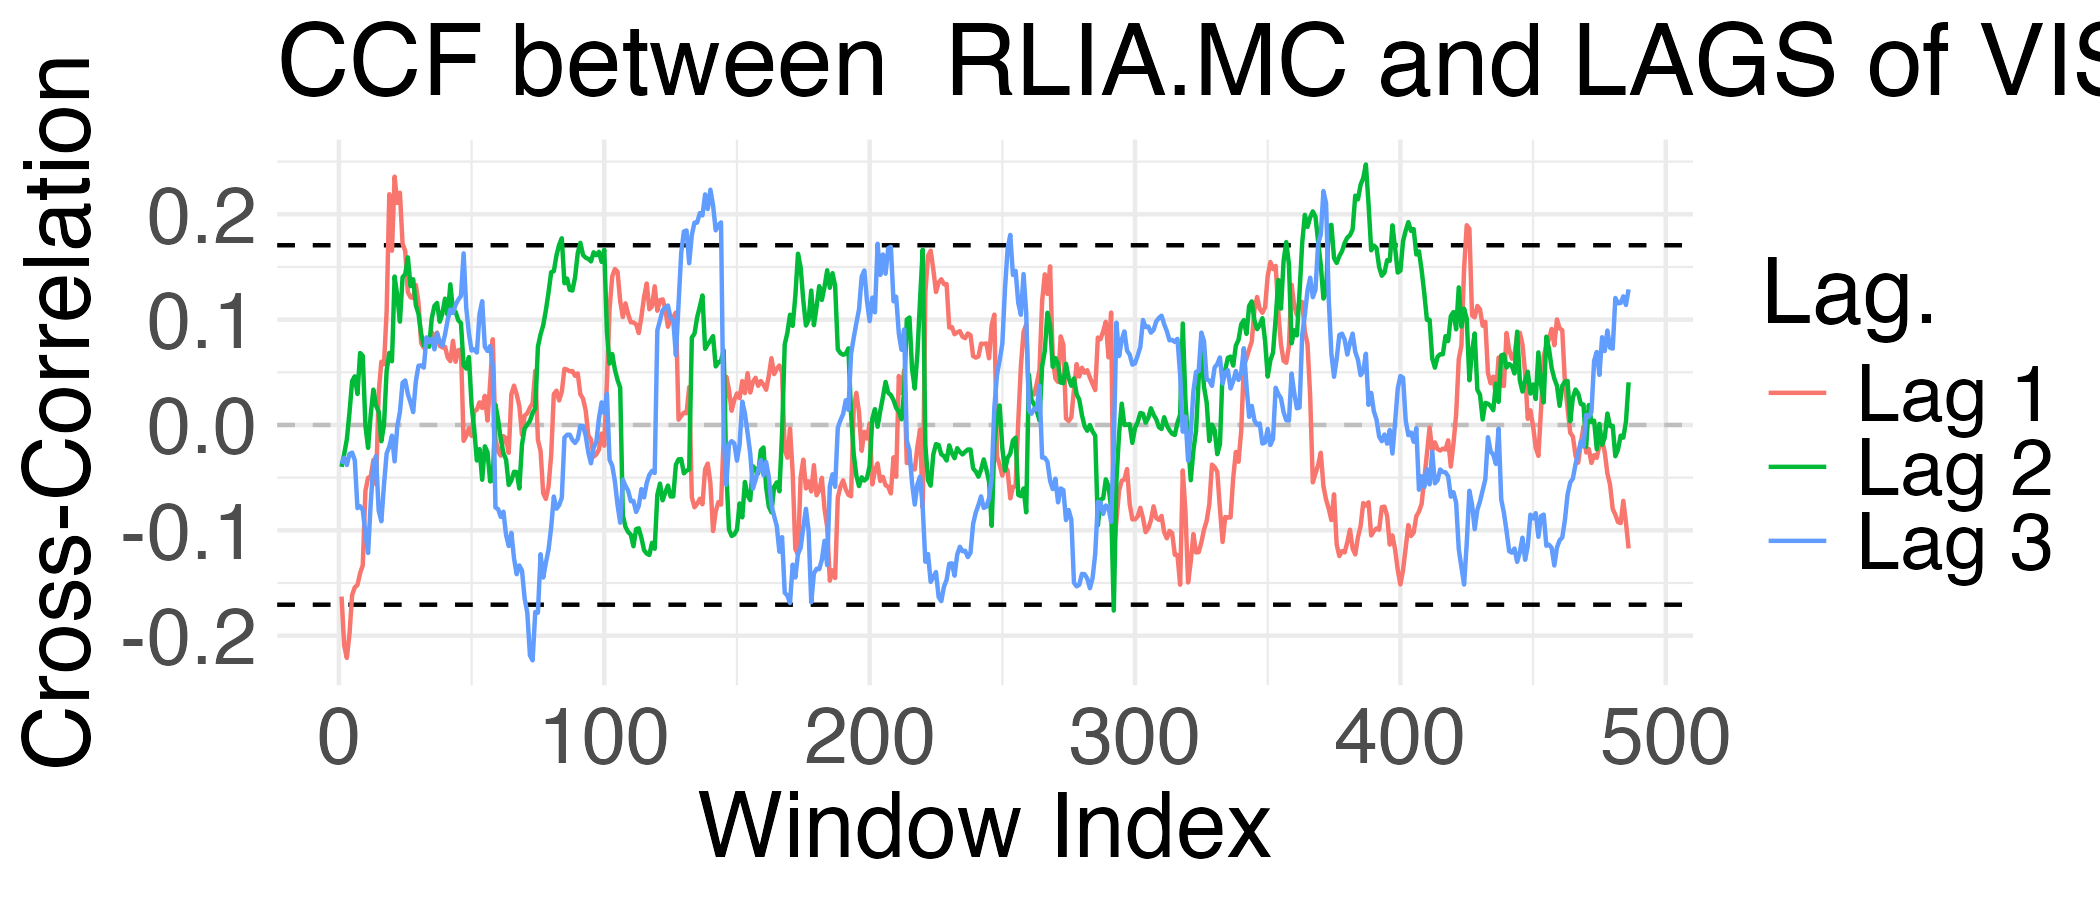 CCF between RLIA.MC and LAGS of VIS
Cross-Correlation
0.2
0.1
0.0
-0.1
-0.2
0 100 200 300 400 500
Window Index
Lag.
Lag 1
Lag 2
Lag 3